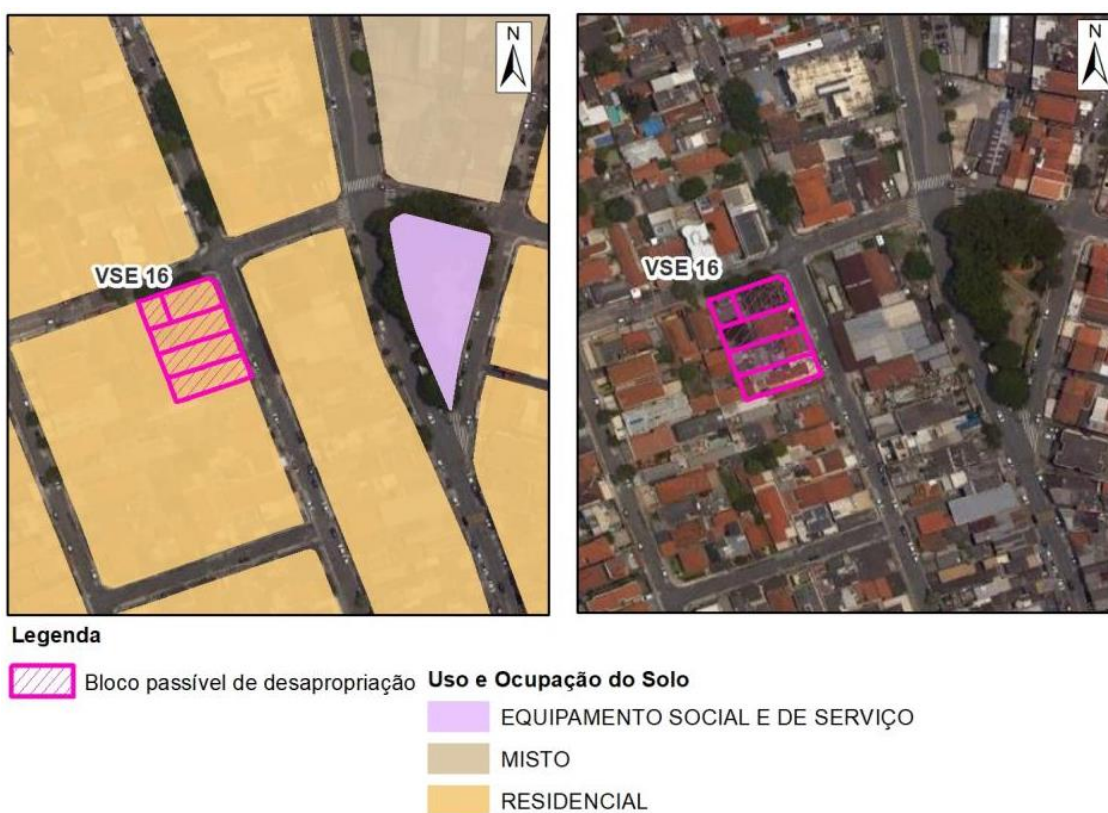 N
N
VSE 16
VSE 16
Legenda
Bloco passível de desapropriação
Uso e Ocupação do Solo
EQUIPAMENTO SOCIAL E DE SERVIÇO
MISTO
RESIDENCIAL